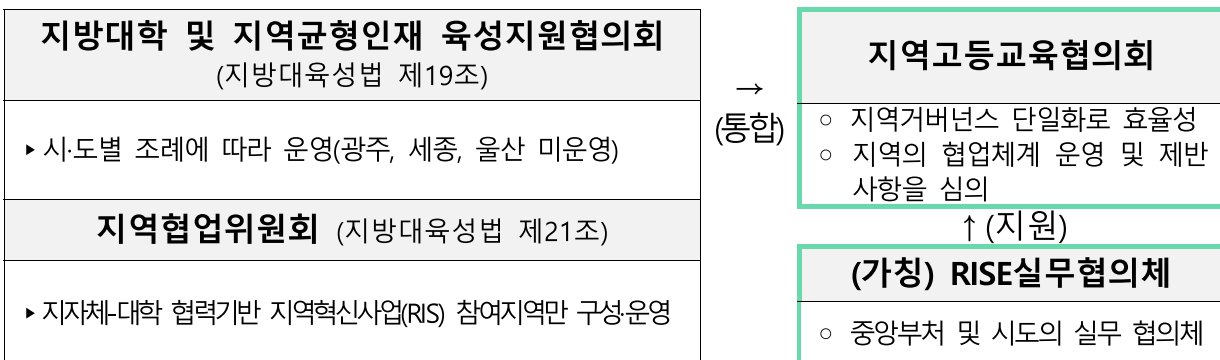 지방대학 및 지역균형인재 육성지원협의회
(지방대육성법 제19조)
▸시·도별 조례에 따라 운영(광주, 세종, 울산 미운영)
지역협업위원회 (지방대육성법 제21조)
▸지자체-대학 협력기반 지역혁신사업(RIS) 참여지역만 구성·운영
→
(통합)
지역고등교육협의회
○ 지역거버넌스 단일화로 효율성
○ 지역의 협업체계 운영 및 제반
사항을 심의
↑(지원)
(가칭) RISE실무협의체
○ 중앙부처 및 시도의 실무 협의체